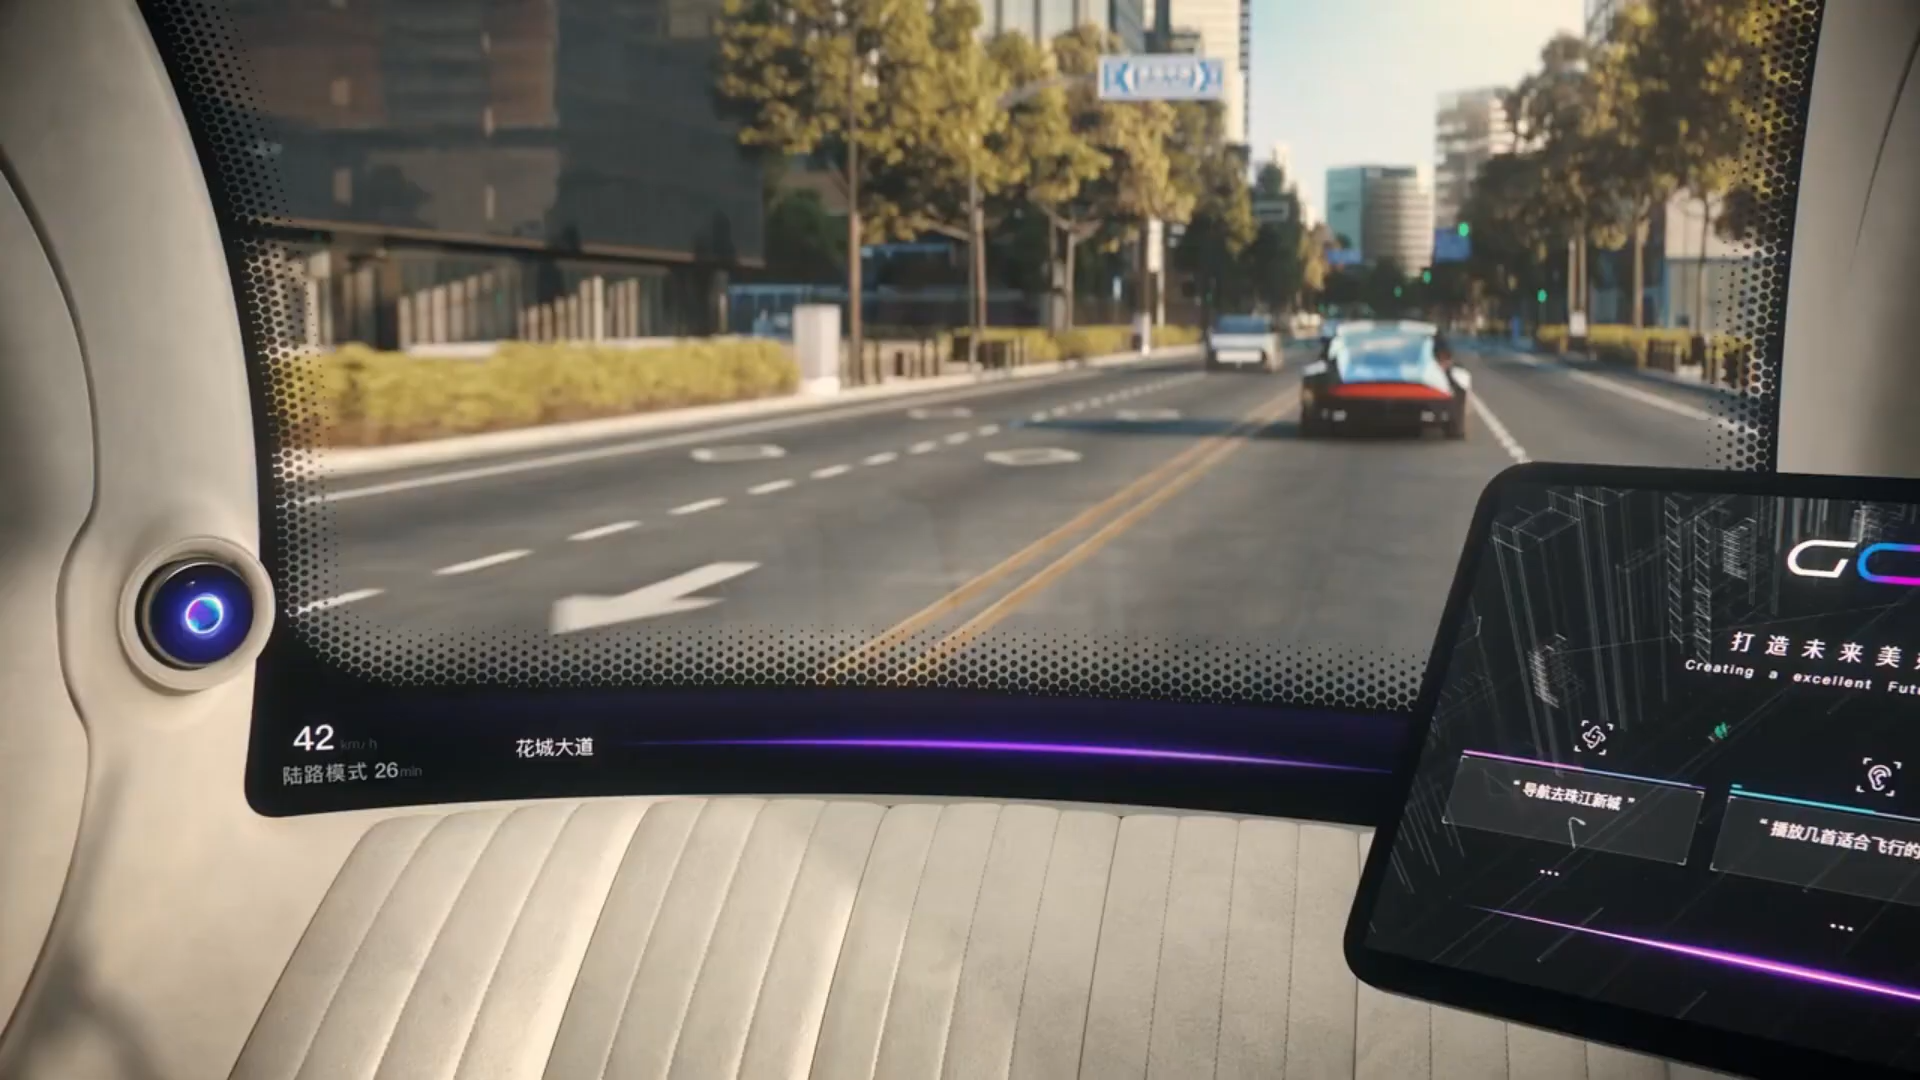 42 km/h
陆路模式 26min
花城大道
打造未来美
Creating a excellent Futu
“导航去珠江新城”
...
“播放几首适合飞行的
...